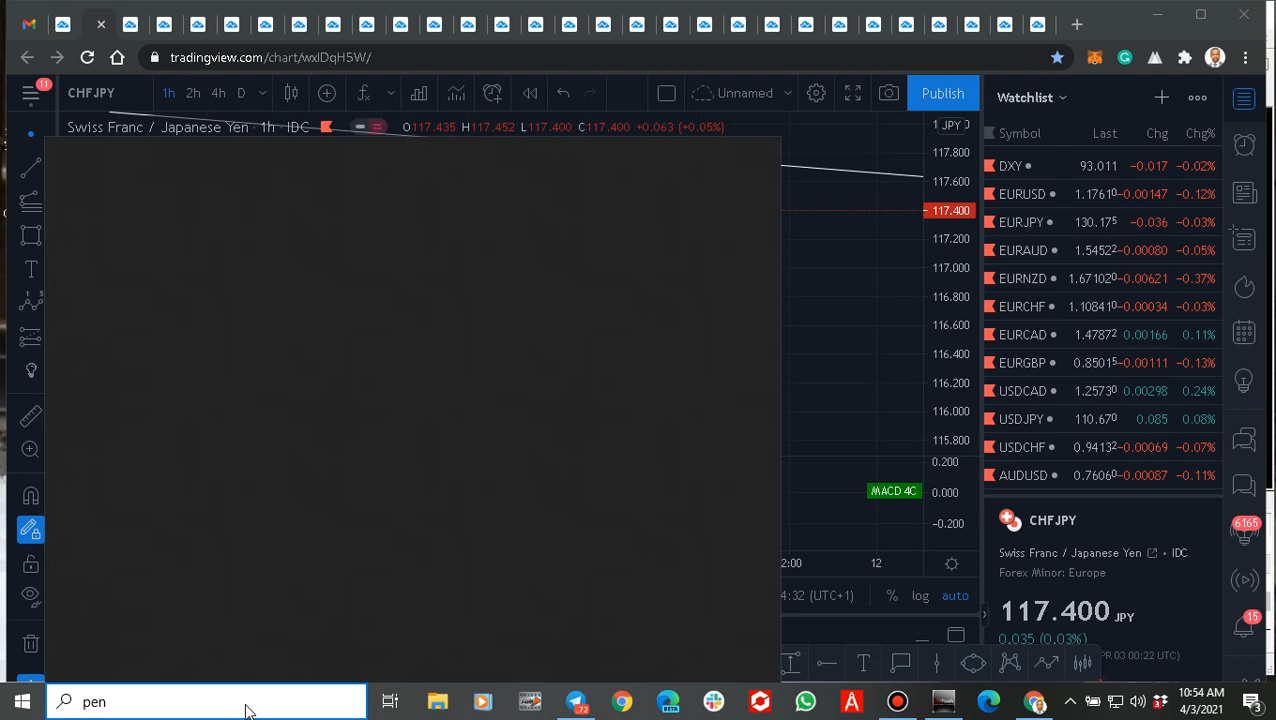 tradingview.com/chart/wxlDqH5W/
11
CHFJPY
1h 2h 4h D
Unnamed
Publish
Watchlist
Swiss Franc / Japanese Yen · 1h · IDC
O117.435 H117.452 L117.400 C117.400 +0.063 (+0.05%)
JPY
117.800
117.600
117.400
117.200
117.000
116.800
116.600
116.400
116.200
116.000
115.800
0.200
MACD 4C 0.000
-0.200
2:00 12
4:32 (UTC+1) % log auto
Symbol Last Chg Chg%
DXY 93.011 -0.017 -0.02%
EURUSD 1.17610 -0.00147 -0.12%
EURJPY 130.175 -0.036 -0.03%
EURAUD 1.54522 -0.00080 -0.05%
EURNZD 1.671020 -0.00621 -0.37%
EURCHF 1.108410 -0.00034 -0.03%
EURCAD 1.47872 0.00166 0.11%
EURGBP 0.85015 -0.00111 -0.13%
USDCAD 1.25730 0.00298 0.24%
USDJPY 110.670 0.085 0.08%
USDCHF 0.94132 -0.00069 -0.07%
AUDUSD 0.76060 -0.00087 -0.11%
CHFJPY
Swiss Franc / Japanese Yen · IDC
Forex Minor: Europe
117.400 JPY
0.035 (0.03%)
PR 03 00:22 UTC)
6165
15
pen
72
10:54 AM
4/3/2021
3